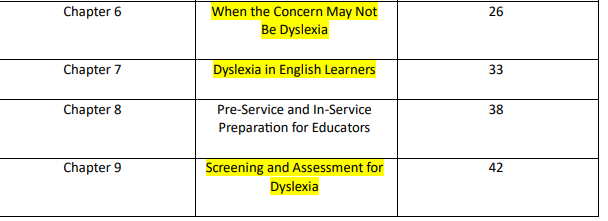 Chapter 6 When the Concern May Not 26
Be Dyslexia
Chapter 7 Dyslexia in English Learners 33
Chapter 8 Pre-Service and In-Service 38
Preparation for Educators
Chapter 9 Screening and Assessment for 42
Dyslexia